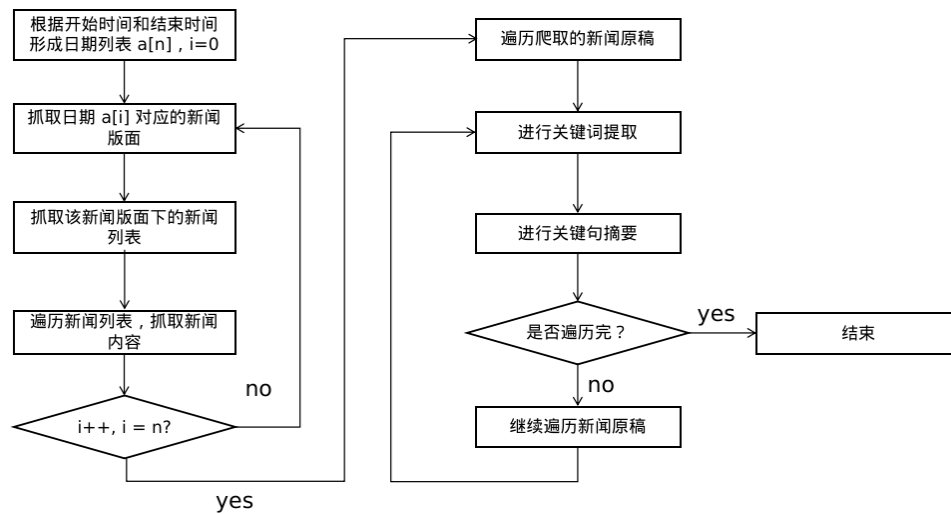 根据开始时间和结束时间
形成日期列表 a[n] , i=0
抓取日期 a[i] 对应的新闻
版面
抓取该新闻版面下的新闻
列表
遍历新闻列表，抓取新闻
内容
no
i++, i = n?
yes
遍历爬取的新闻原稿
进行关键词提取
进行关键句摘要
是否遍历完？
yes
结束
no
继续遍历新闻原稿